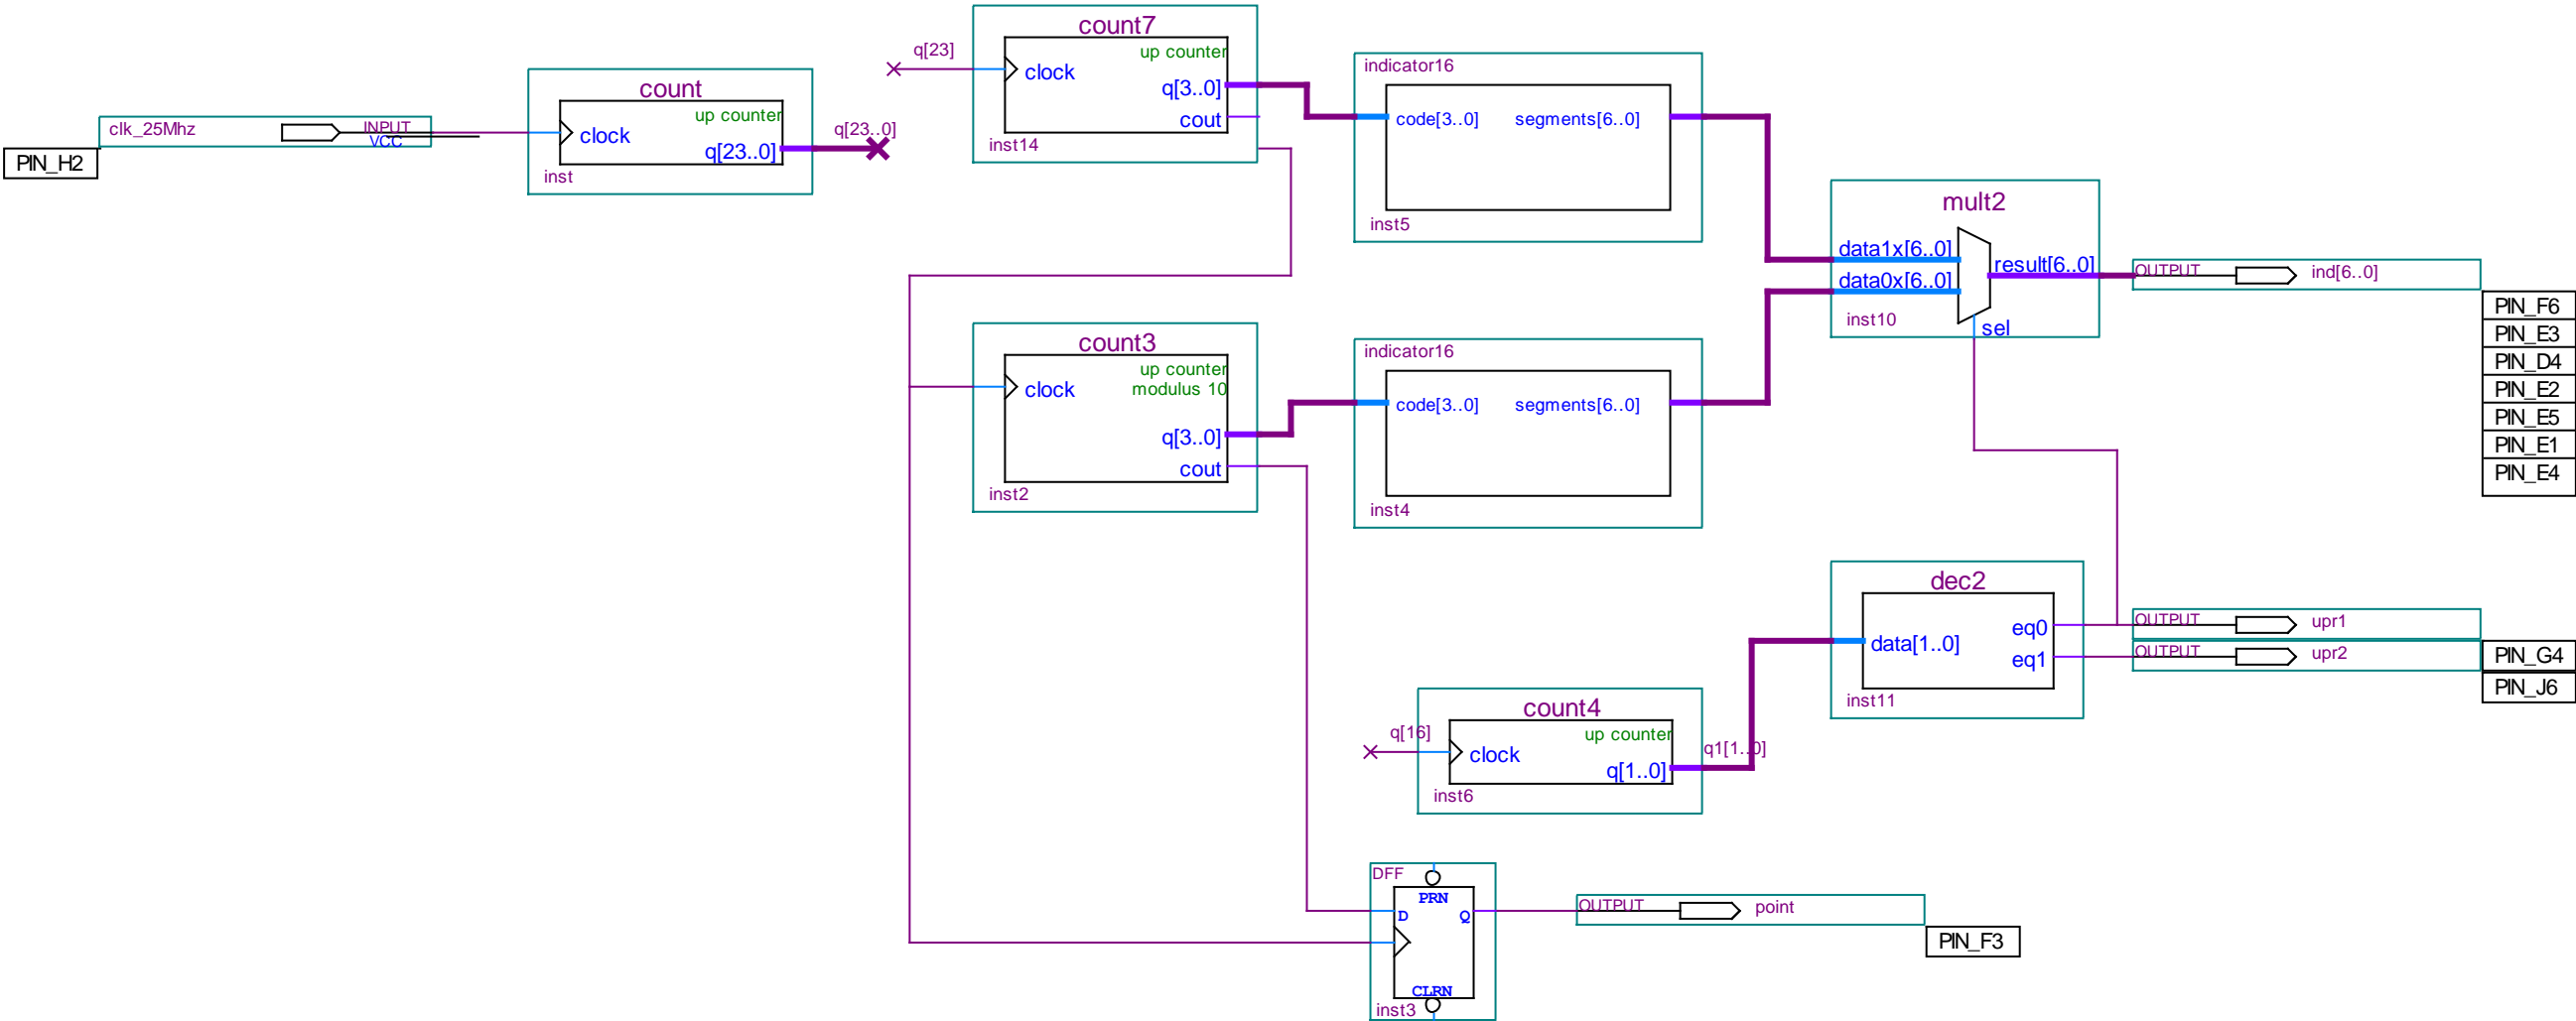 clk_25Mhz
INPUT
VCC
PIN_H2
count
up counter
clock
q[23..0]
inst
q[23..0]
q[23]
count7
up counter
clock
q[3..0]
cout
inst14
indicator16
code[3..0]
segments[6..0]
inst5
mult2
data1x[6..0]
data0x[6..0]
result[6..0]
sel
inst10
OUTPUT
ind[6..0]
PIN_F6
PIN_E3
PIN_D4
PIN_E2
PIN_E5
PIN_E1
PIN_E4
count3
up counter
modulus 10
clock
q[3..0]
cout
inst2
indicator16
code[3..0]
segments[6..0]
inst4
dec2
data[1..0]
eq0
eq1
inst11
OUTPUT
upr1
OUTPUT
upr2
PIN_G4
PIN_J6
q[16]
count4
up counter
clock
q[1..0]
inst6
q1[1..0]
DFF
PRN
D
Q
CLRN
inst3
OUTPUT
point
PIN_F3